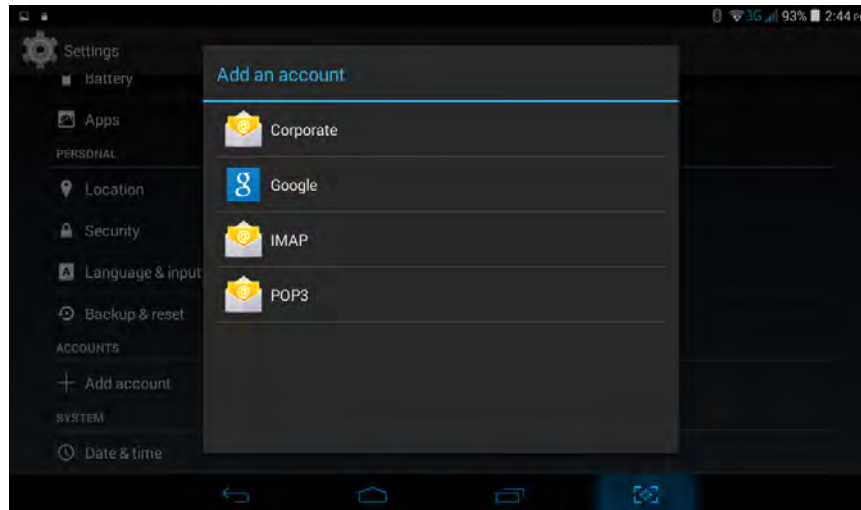 3G 93% 2:44
Settings
Add an account
Battery
Apps
PERSONAL
Location
Security
Language & input
Backup & reset
ACCOUNTS
Add account
SYSTEM
Date & time
Corporate
Google
IMAP
POP3